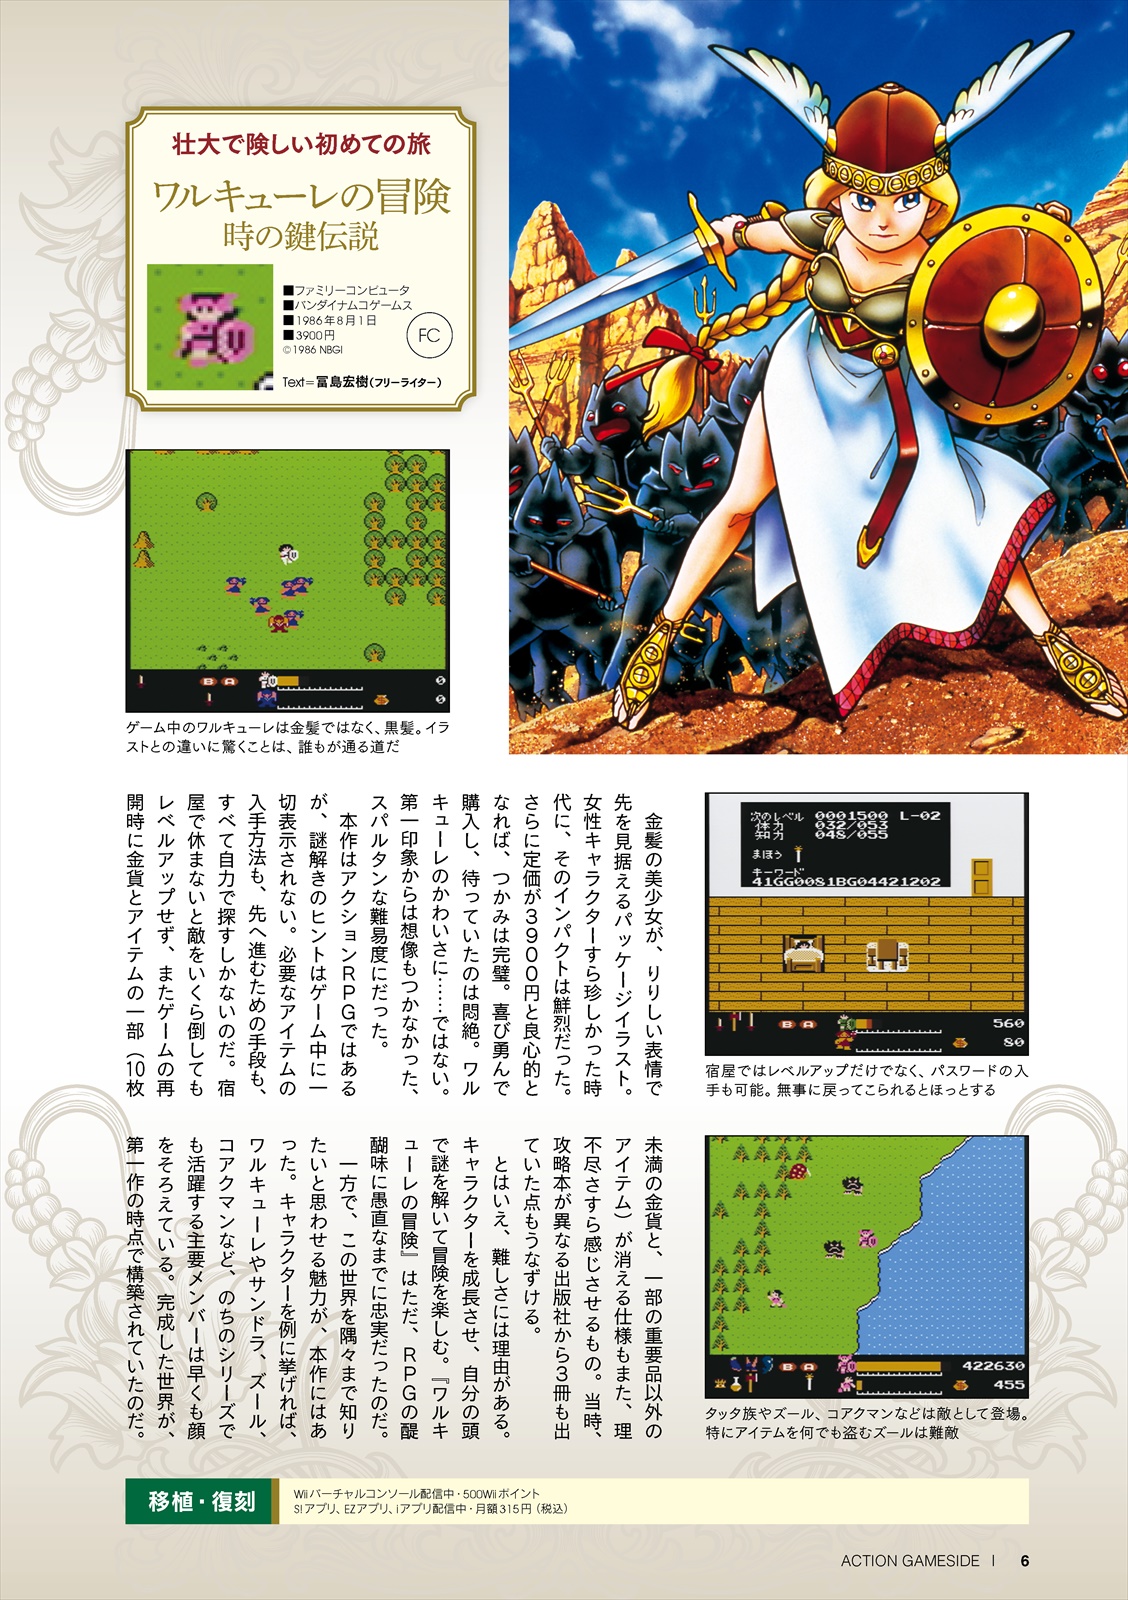 壮大で険しい初めての旅
ワルキューレの冒険
時の鍵伝説
■ファミリーコンピュータ
■バンダイナムコゲームス
■1986年8月1日
■3900円
©1986 NBGI
FC
Text=冨島宏樹(フリーライター)
ゲーム中のワルキューレは金髪ではなく、黒髪。イラ
ストとの違いに驚くことは、誰もが通る道だ
金髪の美少女が、りりしい表情で
先を見据えるパッケージイラスト。
女性キャラクターすら珍しかった時
代に、そのインパクトは鮮烈だった。
さらに定価が3900円と良心的と
なれば、つかみは完璧。喜び勇んで
購入し、待っていたのは悶絶。ワル
キューレのかわいさに……ではない。
第一印象からは想像もつかなかった、
スパルタンな難易度にだった。
本作はアクションRPGではある
が、謎解きのヒントはゲーム中に一
切表示されない。必要なアイテムの
入手方法も、先へ進むための手段も、
すべて自力で探すしかないのだ。宿
屋で休まないと敵をいくら倒しても
レベルアップせず、またゲームの再
開時に金貨とアイテムの一部(10枚
次のレベル 0001500 L-02
体力 032/053
知力 048/055
まほう
キーワード
41GG0081BG04421202
B A
560
80
宿屋ではレベルアップだけでなく、パスワードの入
手も可能。無事に戻ってこられるとほっとする
未満の金貨と、一部の重要品以外の
アイテム)が消える仕様もまた、理
不尽さすら感じさせるもの。当時、
攻略本が異なる出版社から3冊も出
ていた点もうなずける。
とはいえ、難しさには理由がある。
キャラクターを成長させ、自分の頭
で謎を解いて冒険を楽しむ。『ワルキ
ューレの冒険』はただ、RPGの醍
醐味に愚直なまでに忠実だったのだ。
一方で、この世界を隅々まで知り
たいと思わせる魅力が、本作にはあ
った。キャラクターを例に挙げれば、
ワルキューレやサンドラ、ズール、
コアクマンなど、のちのシリーズで
も活躍する主要メンバーは早くも顔
をそろえている。完成した世界が、
第一作の時点で構築されていたのだ。
B A
422630
455
タッタ族やズール、コアクマンなどは敵として登場。
特にアイテムを何でも盗むズールは難敵
移植・復刻
Wiiバーチャルコンソール配信中・500Wiiポイント
S!アプリ、EZアプリ、iアプリ配信中・月額315円(税込)
ACTION GAMESIDE | 6